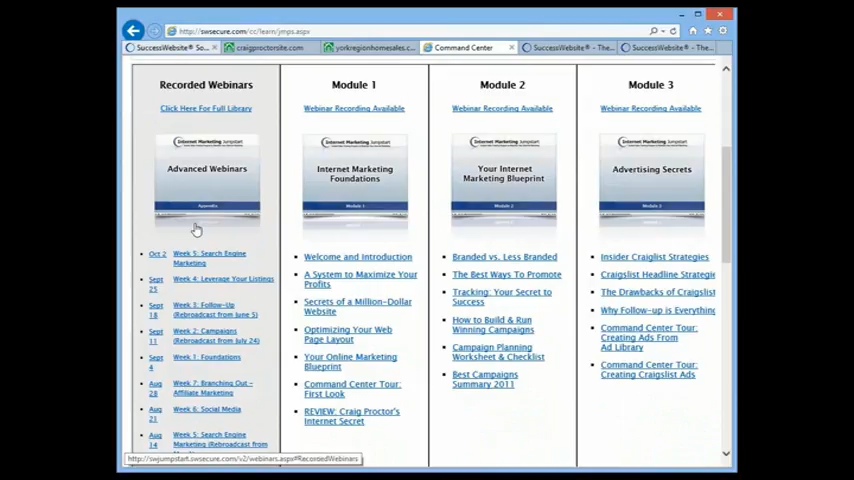 http://swsecure.com/cc/learn/jmps.aspx
SuccessWebsite® So...
craigproctorsite.com
yorkregionhomesales.c...
Command Center
SuccessWebsite® - The...
SuccessWebsite® - The...
Recorded Webinars
Click Here For Full Library
Internet Marketing Jumpstart
Advanced Webinars
Appendix
Oct 2 Week 5: Search Engine
Marketing
Sept Week 4: Leverage Your Listings
25
Sept Week 3: Follow-Up
18 (Rebroadcast from June 5)
Sept Week 2: Campaigns
11 (Rebroadcast from July 24)
Sept Week 1: Foundations
4
Aug Week 7: Branching Out -
28 Affiliate Marketing
Aug Week 6: Social Media
21
Aug Week 5: Search Engine
14 Marketing (Rebroadcast from
Module 1
Webinar Recording Available
Internet Marketing Jumpstart
Internet Marketing
Foundations
Module 1
Welcome and Introduction
A System to Maximize Your
Profits
Secrets of a Million-Dollar
Website
Optimizing Your Web
Page Layout
Your Online Marketing
Blueprint
Command Center Tour:
First Look
REVIEW: Craig Proctor's
Internet Secret
Module 2
Webinar Recording Available
Internet Marketing Jumpstart
Your Internet
Marketing Blueprint
Module 2
Branded vs. Less Branded
The Best Ways To Promote
Tracking: Your Secret to
Success
How to Build & Run
Winning Campaigns
Campaign Planning
Worksheet & Checklist
Best Campaigns
Summary 2011
Module 3
Webinar Recording Available
Internet Marketing Jumpstart
Advertising Secrets
Module 3
Insider Craiglist Strategies
Craigslist Headline Strategie
The Drawbacks of Craigslist
Why Follow-up is Everything
Command Center Tour:
Creating Ads From
Ad Library
Command Center Tour:
Creating Craigslist Ads
http://swjumpstart.swsecure.com/v2/webinars.aspx#RecordedWebinars